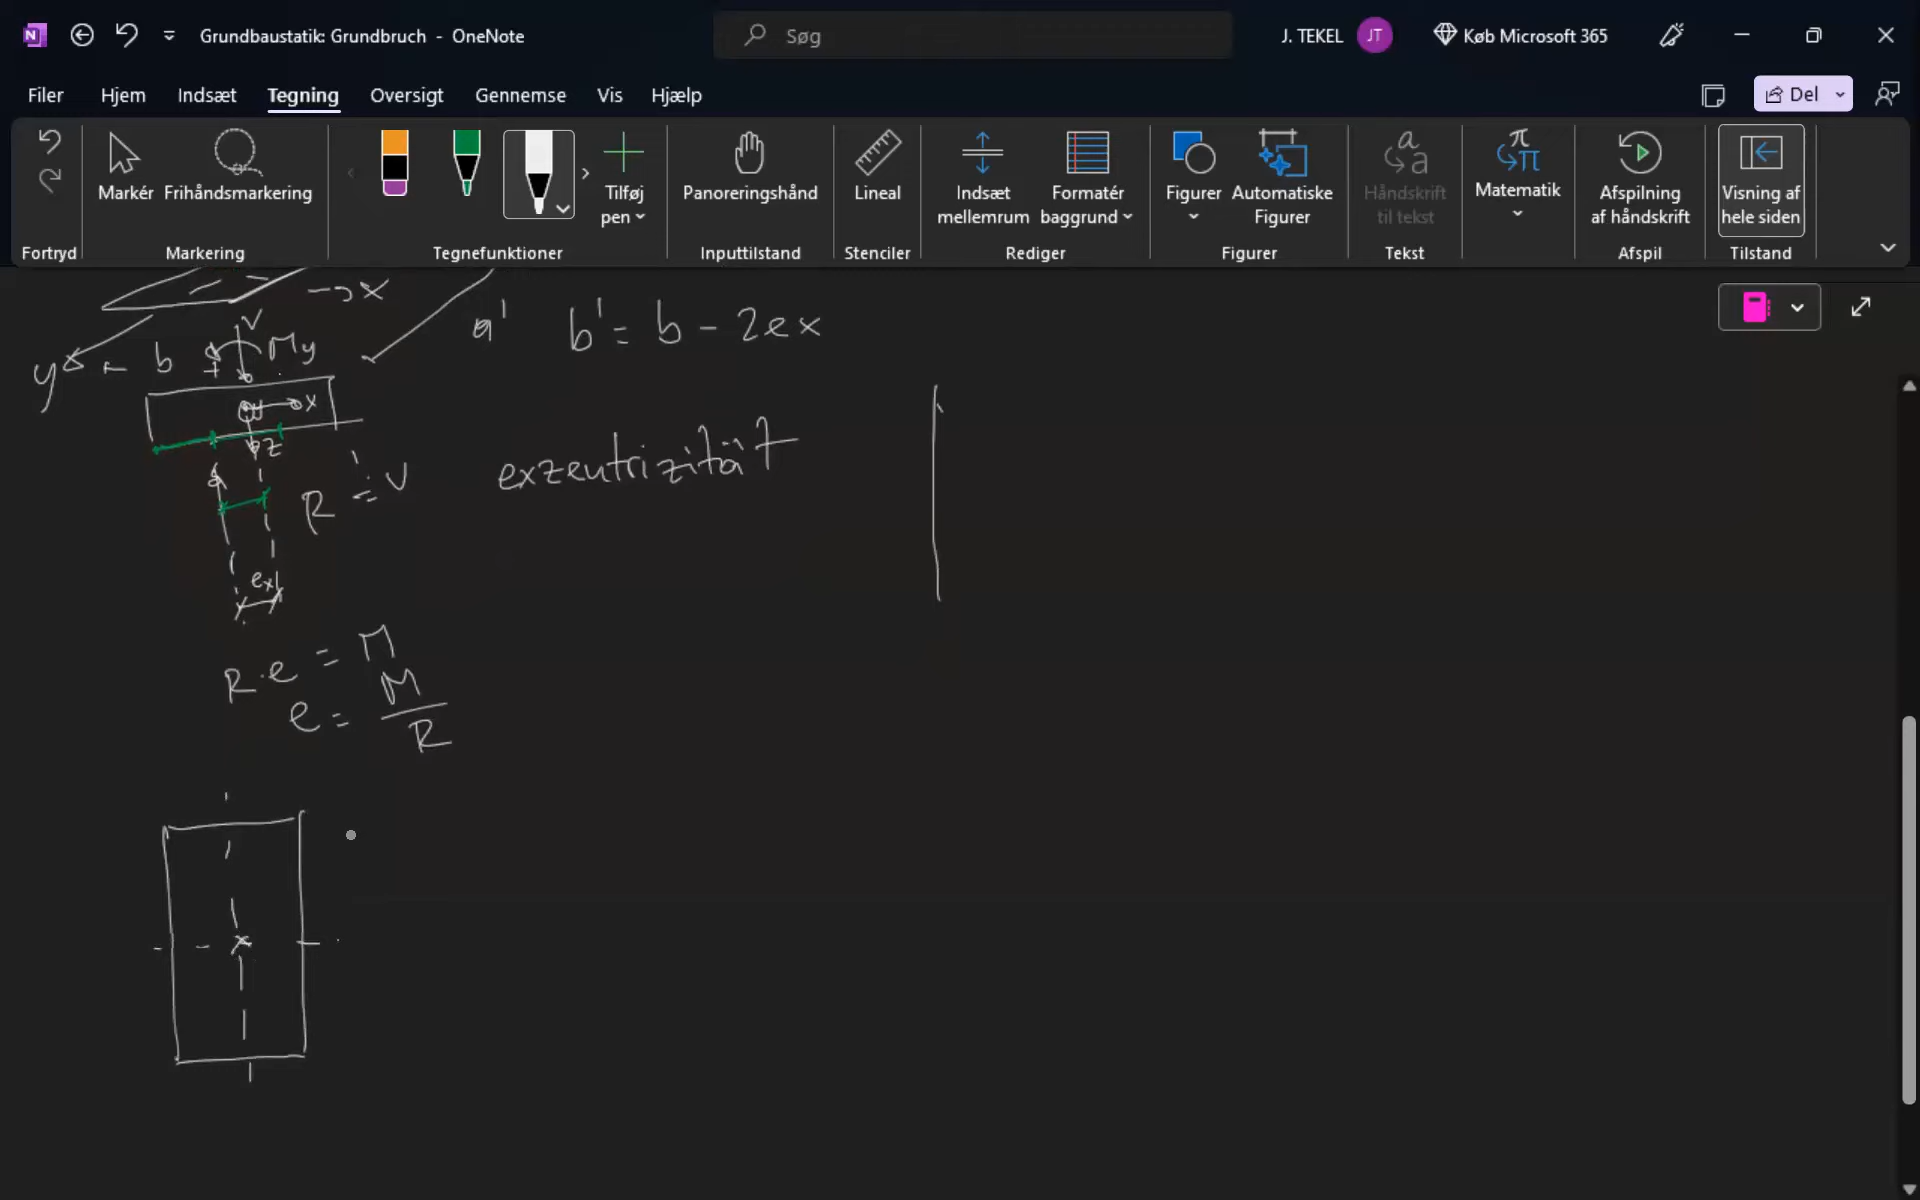 Grundbaustatik: Grundbruch - OneNote
Søg
J. TEKEL
JT
Køb Microsoft 365
Filer
Hjem
Indsæt
Tegning
Oversigt
Gennemse
Vis
Hjælp
Del
Markér
Frihåndsmarkering
Tilføj
pen
Panoreringshånd
Lineal
Indsæt
mellemrum
Formatér
baggrund
Figurer
Automatiske
Figurer
Håndskrift
til tekst
Matematik
Afspilning
af håndskrift
Visning af
hele siden
Fortryd
Markering
Tegnefunktioner
Inputtilstand
Stenciler
Rediger
Figurer
Tekst
Afspil
Tilstand
→x
a' b' = b - 2ex
V
y ← b + My
x
z
R = V exzentrizität
ex
R·e = M
e = M
R
x